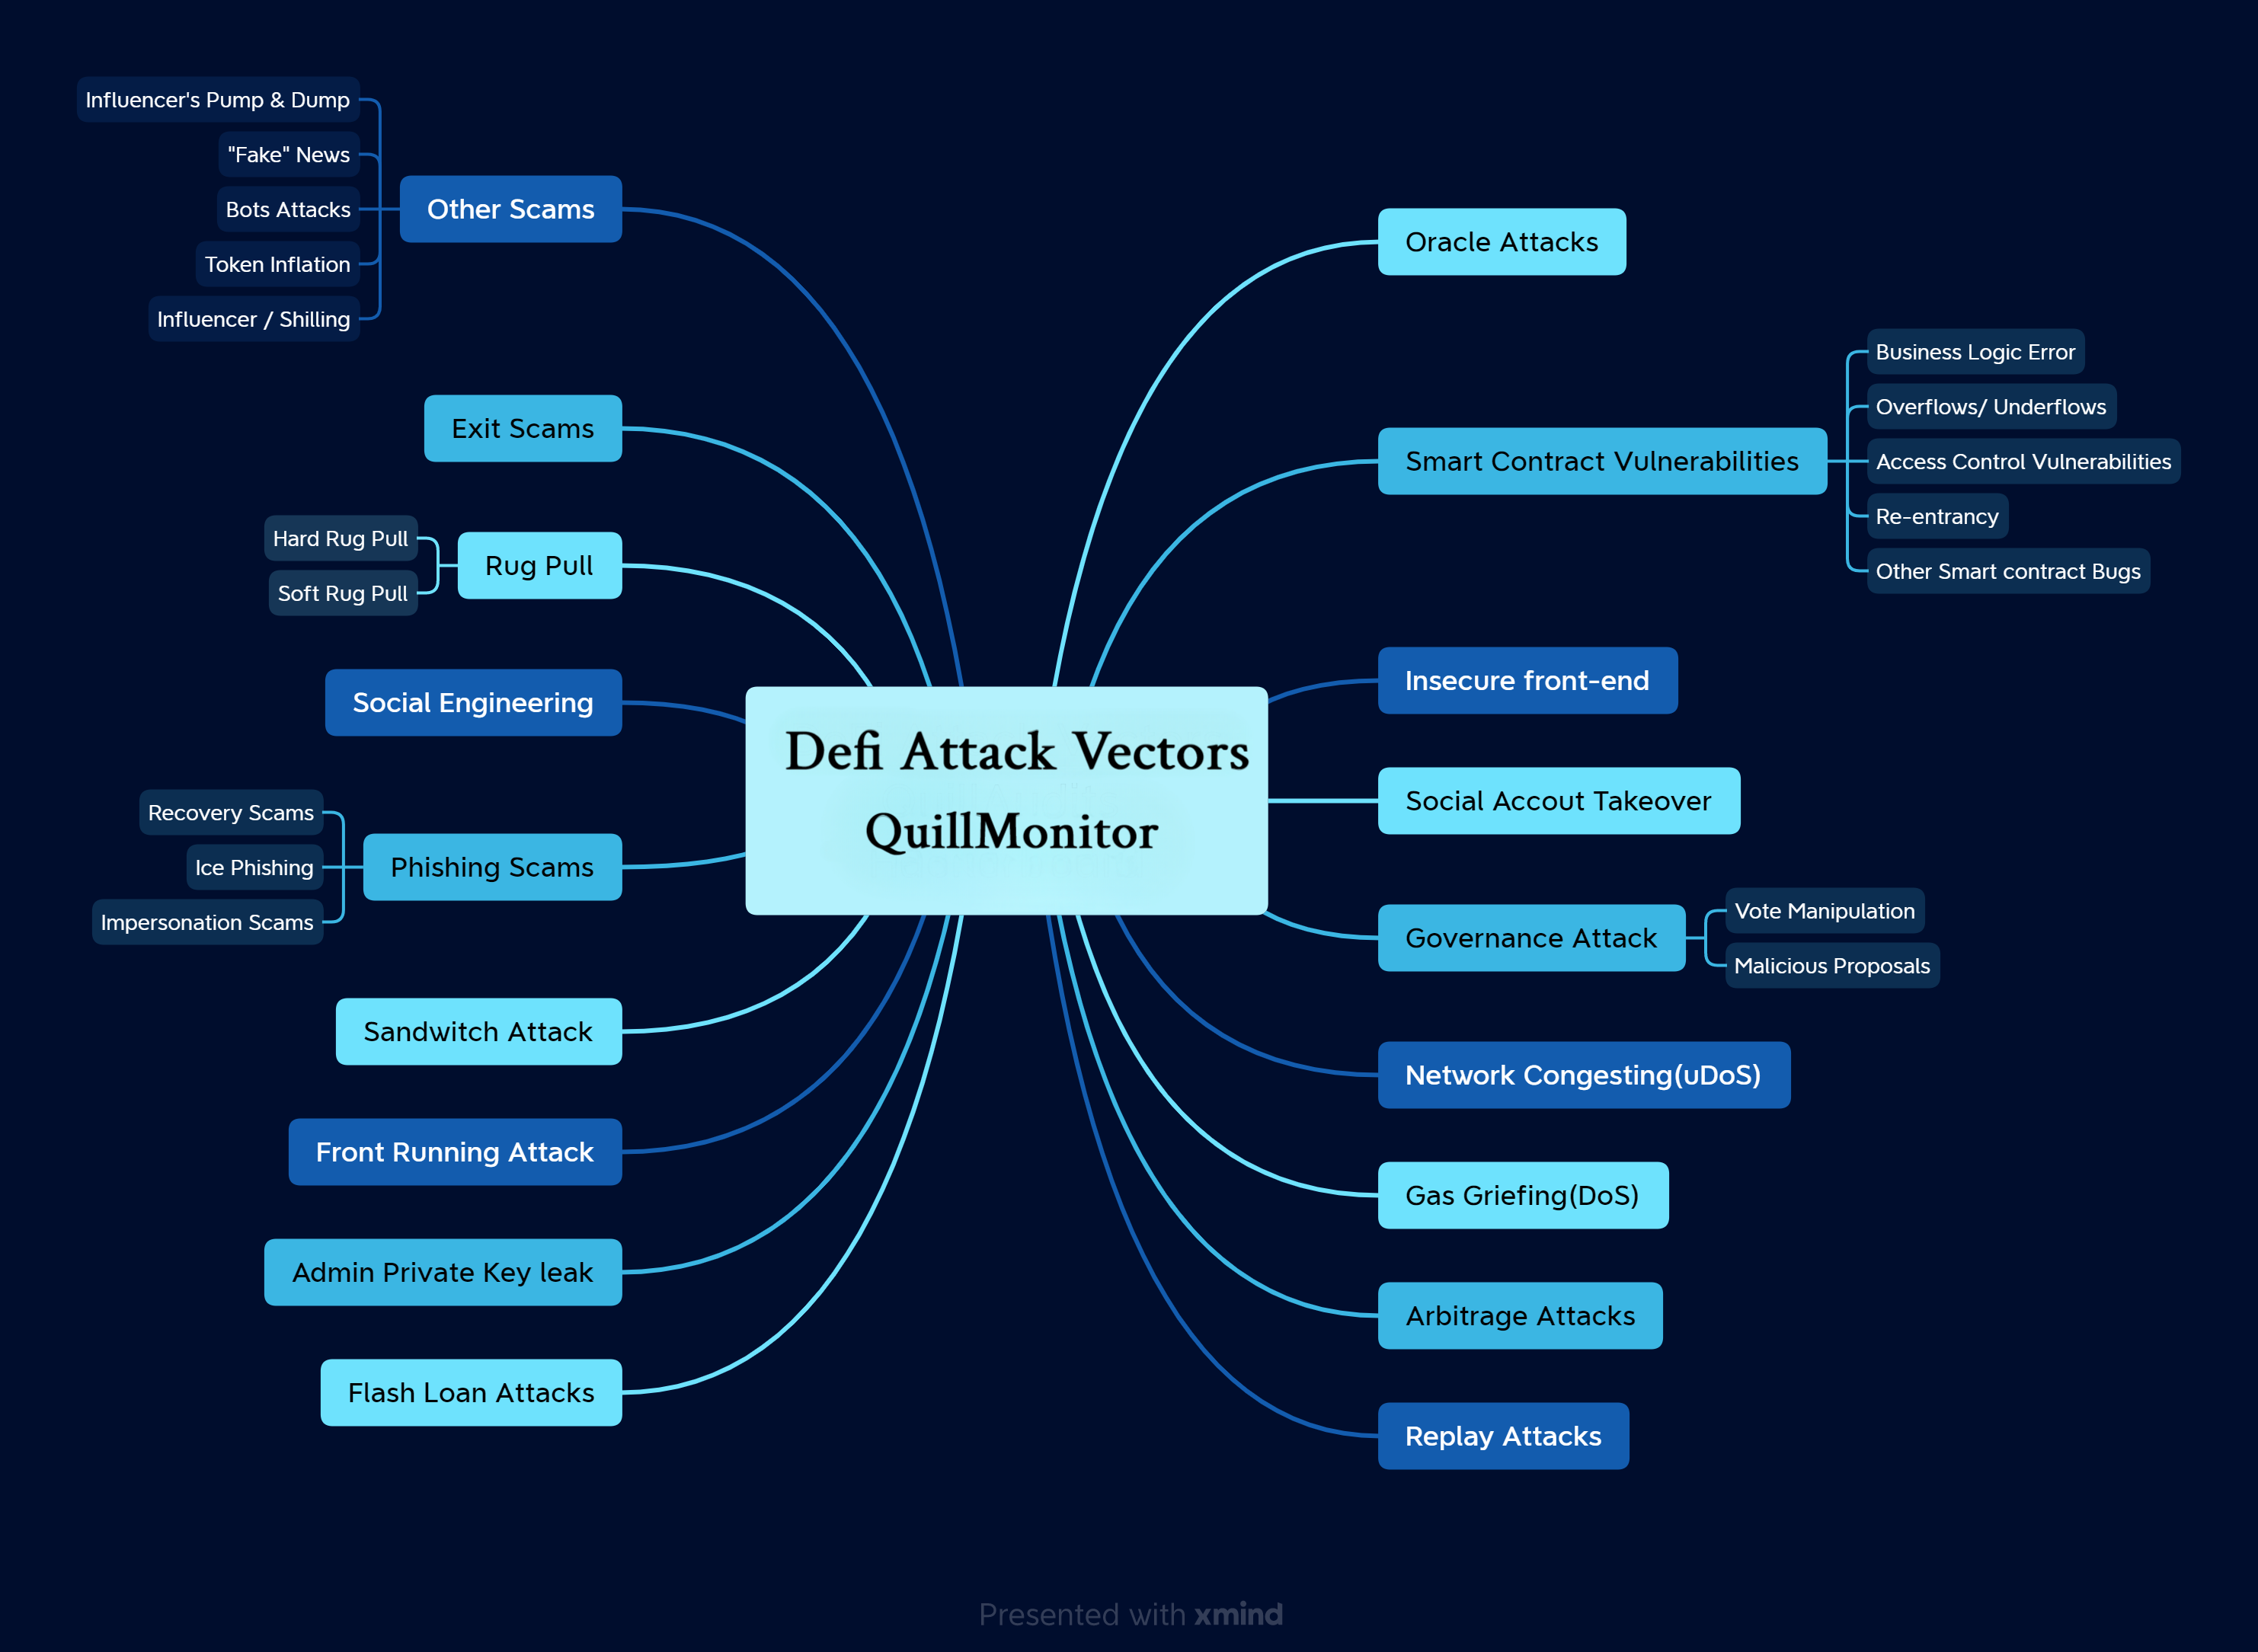 Defi Attack Vectors
QuillMonitor
Other Scams
Influencer's Pump & Dump
"Fake" News
Bots Attacks
Token Inflation
Influencer / Shilling
Exit Scams
Rug Pull
Hard Rug Pull
Soft Rug Pull
Social Engineering
Phishing Scams
Recovery Scams
Ice Phishing
Impersonation Scams
Sandwitch Attack
Front Running Attack
Admin Private Key leak
Flash Loan Attacks
Oracle Attacks
Smart Contract Vulnerabilities
Business Logic Error
Overflows/ Underflows
Access Control Vulnerabilities
Re-entrancy
Other Smart contract Bugs
Insecure front-end
Social Accout Takeover
Governance Attack
Vote Manipulation
Malicious Proposals
Network Congesting(uDoS)
Gas Griefing(DoS)
Arbitrage Attacks
Replay Attacks
Presented with xmind